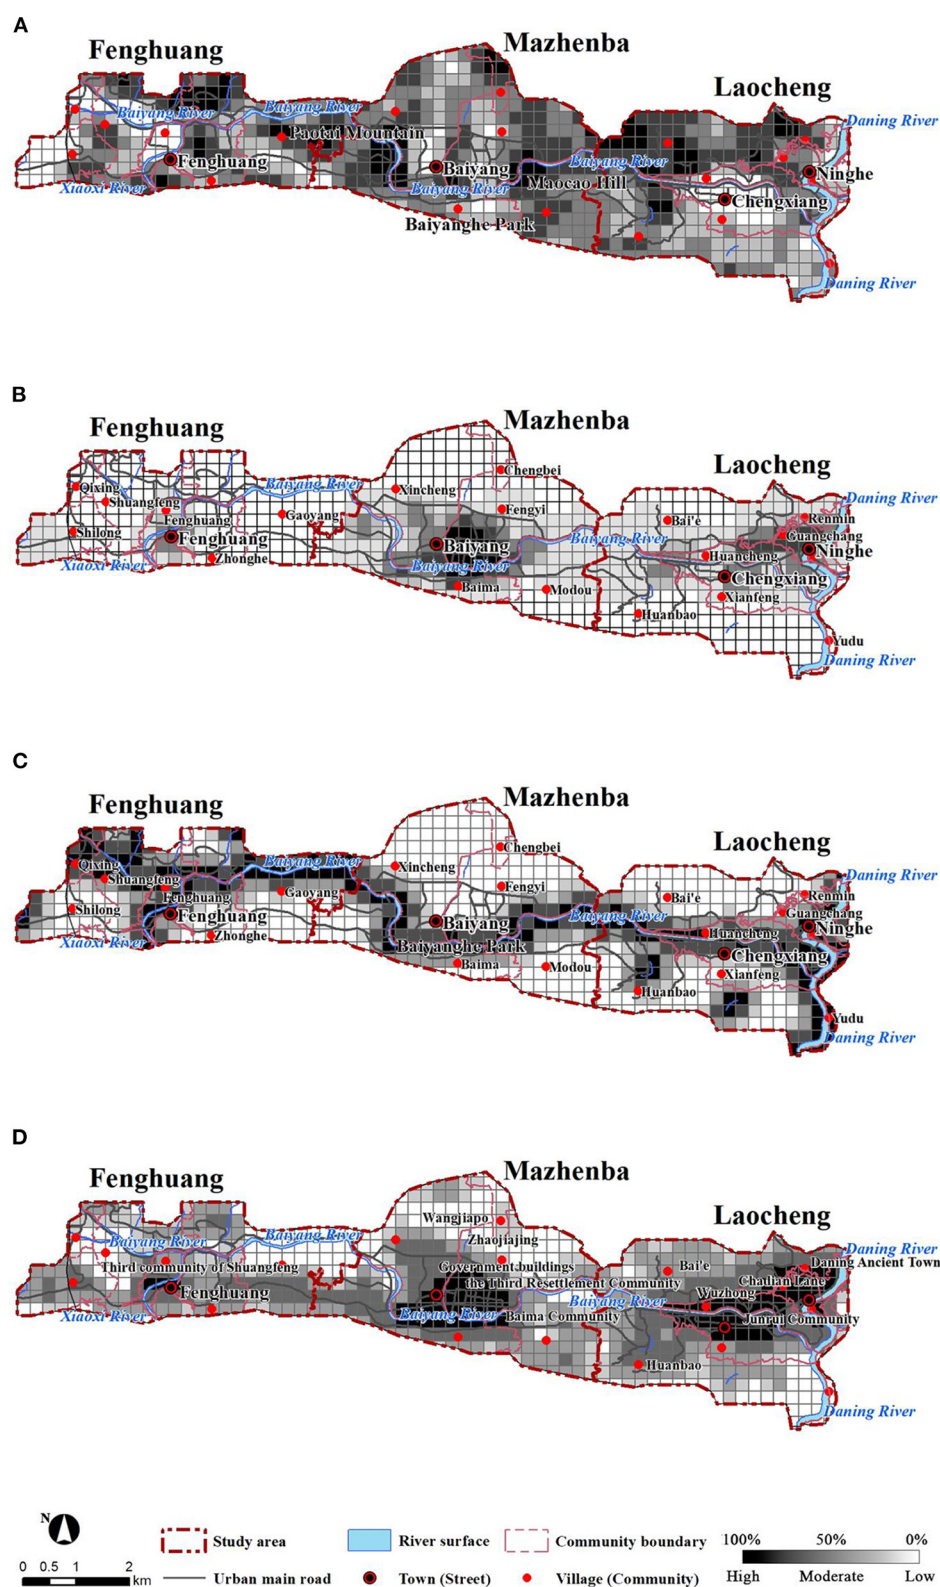 A
Fenghuang
Mazhenba
Laocheng
Baiyang River
Baiyang River
Daning River
Paotai Mountain
Fenghuang
Baiyang
Baiyang River
Ninghe
Xiaoxi River
Baiyang River
Maocao Hill
Chengxiang
Baiyanghe Park
Daning River
B
Fenghuang
Mazhenba
Laocheng
Chengbei
Qixing
Baiyang River
Xincheng
Daning River
Shuangfeng
Fengyi
Fenghuang
Gaoyang
Bai'e
Renmin
Shilong
Fenghuang
Baiyang
Baiyang River
Guangchang
Ninghe
Xiaoxi River
Zhonghe
Baiyang River
Huancheng
Chengxiang
Baima
Modou
Xianfeng
Huanbao
Yudu
Daning River
C
Fenghuang
Mazhenba
Laocheng
Chengbei
Qixing
Baiyang River
Xincheng
Daning River
Shuangfeng
Fengyi
Fenghuang
Gaoyang
Bai'e
Renmin
Shilong
Fenghuang
Baiyang
Baiyang River
Guangchang
Ninghe
Xiaoxi River
Zhonghe
Baiyanghe Park
Huancheng
Chengxiang
Baima
Modou
Xianfeng
Huanbao
Yudu
Daning River
D
Fenghuang
Mazhenba
Laocheng
Wangjiapo
Baiyang River
Baiyang River
Zhaojiajing
Daning River
Third community of Shuangfeng
Government buildings
Bai'e
Daning Ancient Town
the Third Resettlement Community
Chadian Lane
Fenghuang
Baiyang River
Wuzhong
Xiaoxi River
Baiyang River
Baima Community
Junrui Community
Huanbao
Daning River
N
Study area
River surface
Community boundary
100% 50% 0%
High Moderate Low
0 0.5 1 2
km
Urban main road
Town (Street)
Village (Community)